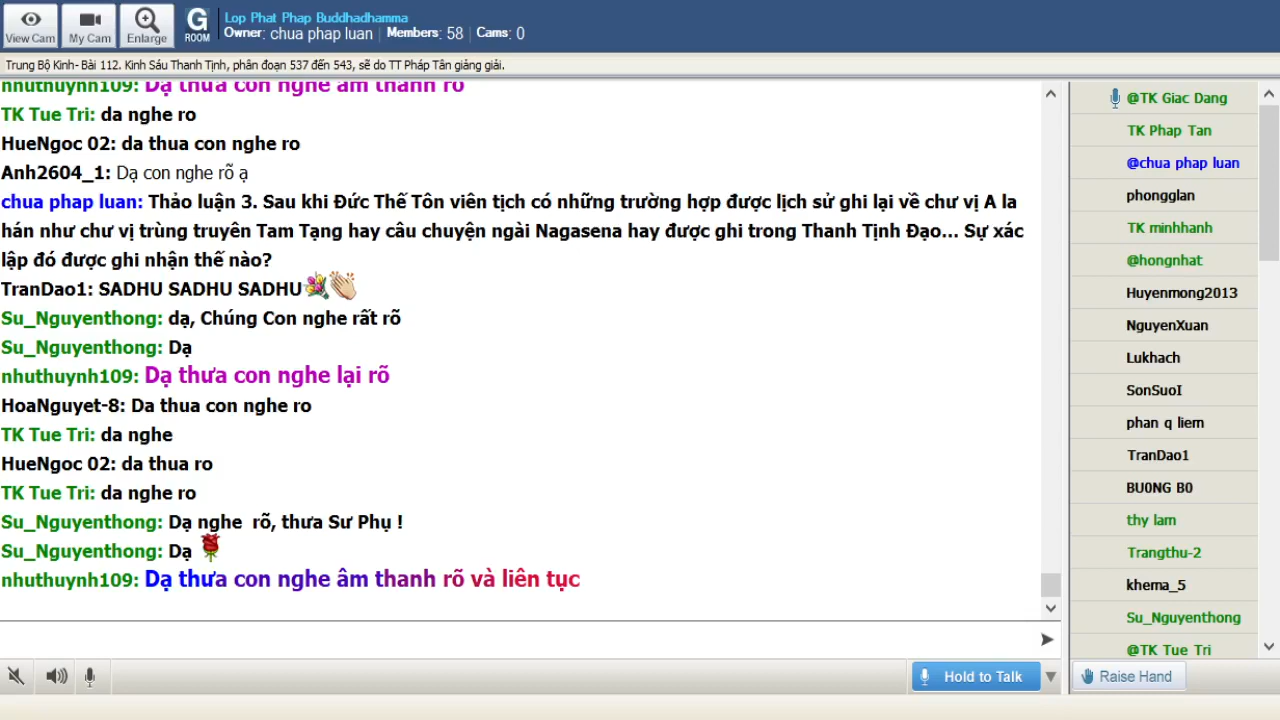 View Cam
My Cam
Enlarge
G
ROOM
Lop Phat Phap Buddhadhamma
Owner: chua phap luan | Members: 58 | Cams: 0
Trung Bộ Kinh- Bài 112. Kinh Sáu Thanh Tịnh, phân đoạn 537 đến 543, sẽ do TT Pháp Tân giảng giải.
nhuthuynh109: Dạ thưa con nghe âm thanh rõ
TK Tue Tri: da nghe ro
HueNgoc 02: da thua con nghe ro
Anh2604_1: Dạ con nghe rõ ạ
chua phap luan: Thảo luận 3. Sau khi Đức Thế Tôn viên tịch có những trường hợp được lịch sử ghi lại về chư vị A la
hán như chư vị trùng truyên Tam Tạng hay câu chuyện ngài Nagasena hay được ghi trong Thanh Tịnh Đạo... Sự xác
lập đó được ghi nhận thế nào?
TranDao1: SADHU SADHU SADHU
Su_Nguyenthong: dạ, Chúng Con nghe rất rõ
Su_Nguyenthong: Dạ
nhuthuynh109: Dạ thưa con nghe lại rõ
HoaNguyet-8: Da thua con nghe ro
TK Tue Tri: da nghe
HueNgoc 02: da thua ro
TK Tue Tri: da nghe ro
Su_Nguyenthong: Dạ nghe  rõ, thưa Sư Phụ !
Su_Nguyenthong: Dạ
nhuthuynh109: Dạ thưa con nghe âm thanh rõ và liên tục
Hold to Talk
@TK Giac Dang
TK Phap Tan
@chua phap luan
phongglan
TK minhhanh
@hongnhat
Huyenmong2013
NguyenXuan
Lukhach
SonSuoI
phan q liem
TranDao1
BU0NG B0
thy lam
Trangthu-2
khema_5
Su_Nguyenthong
@TK Tue Tri
Raise Hand